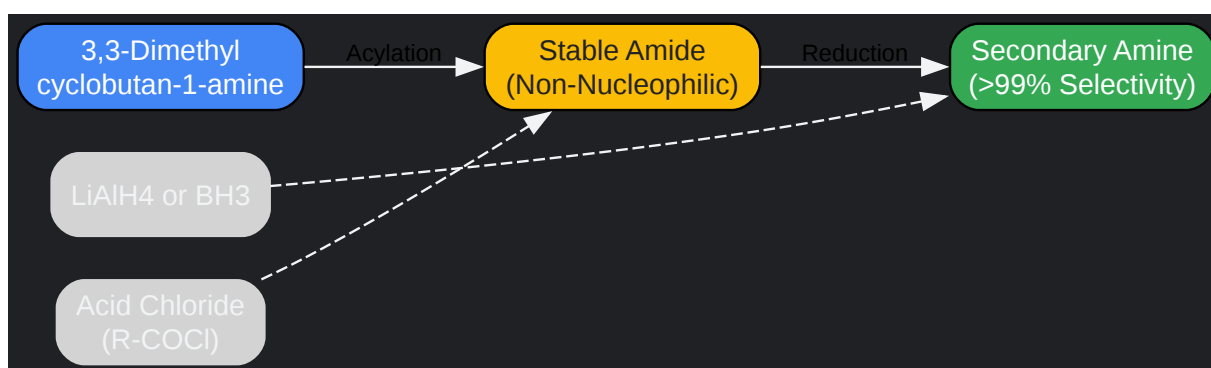 3,3-Dimethyl
cyclobutan-1-amine
Acylation
Stable Amide
(Non-Nucleophilic)
Reduction
Secondary Amine
(>99% Selectivity)
LiAlH4 or BH3
Acid Chloride
(R-COCl)